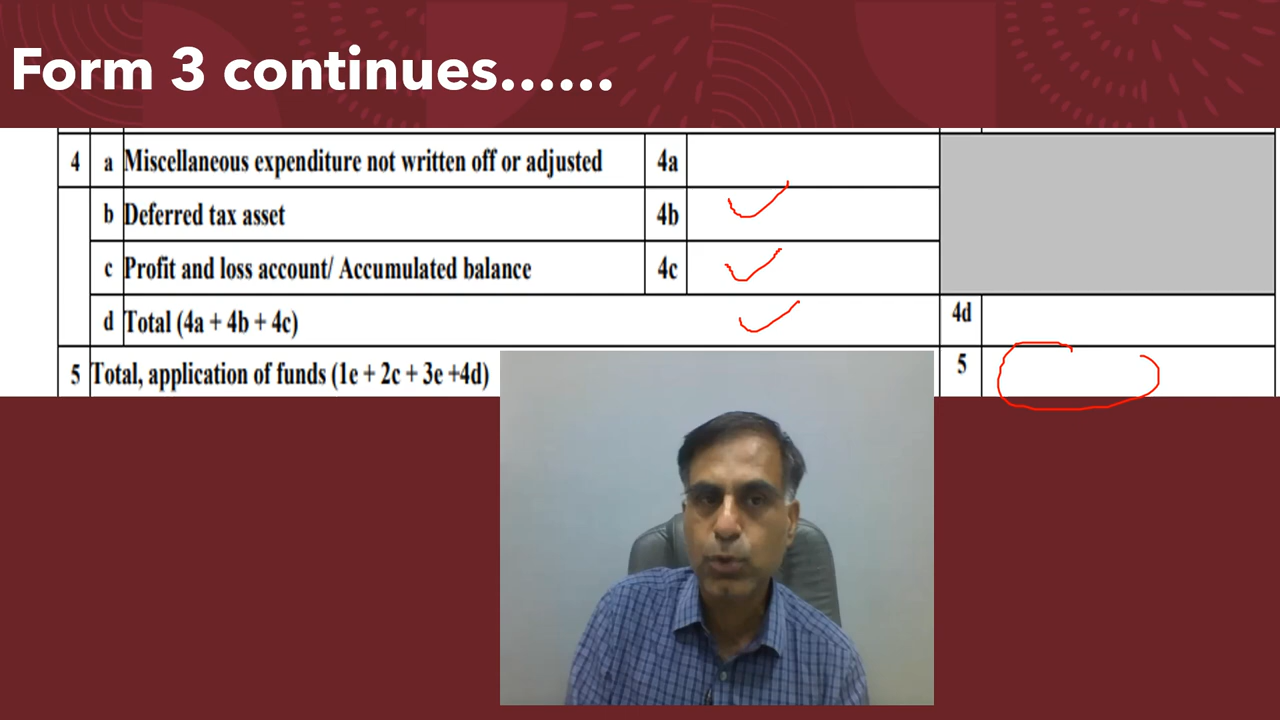 Form 3 continues......
4 a Miscellaneous expenditure not written off or adjusted 4a
b Deferred tax asset 4b
c Profit and loss account/ Accumulated balance 4c
d Total (4a + 4b + 4c) 4d
5 Total, application of funds (1e + 2c + 3e +4d) 5